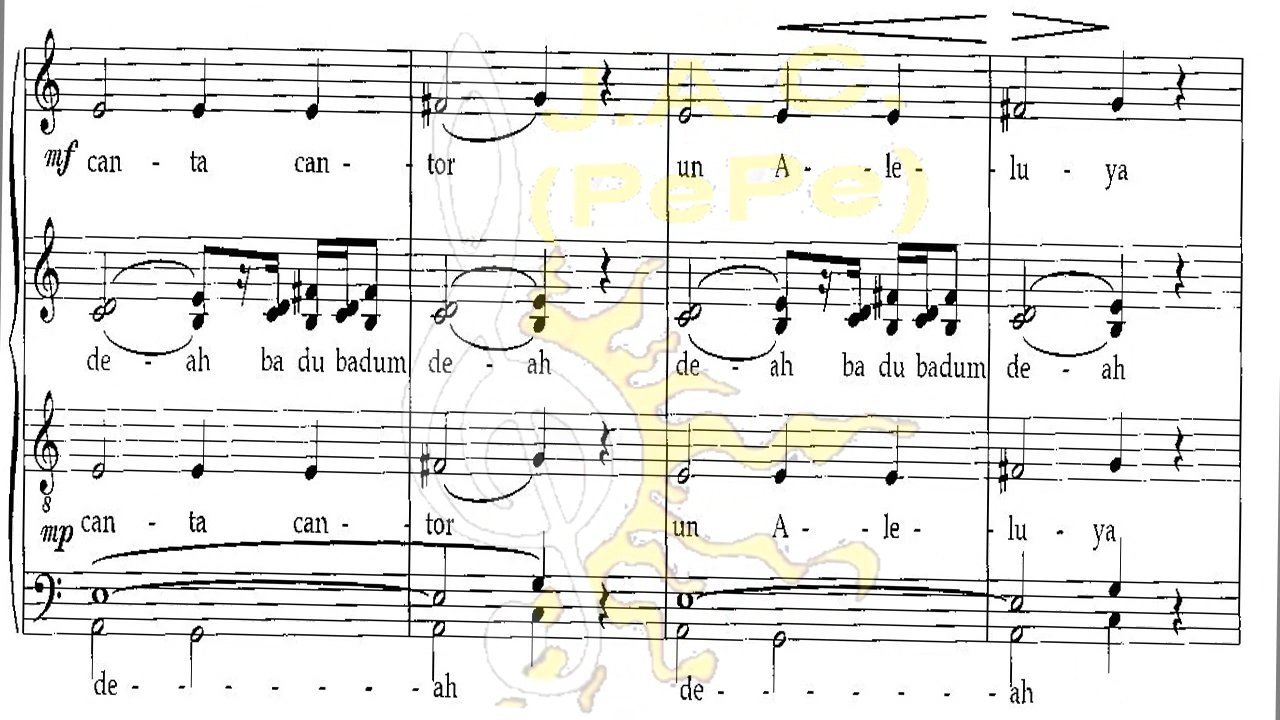 J.A.C.
mf can - ta can - - tor un A - - le - - lu - ya
(PePe)
de - ah ba du badum de - ah de - ah ba du badum de - ah
8
mp can - ta can - - tor un A - - le - - lu - ya
de - - - - - - - ah de - - - - - - - ah